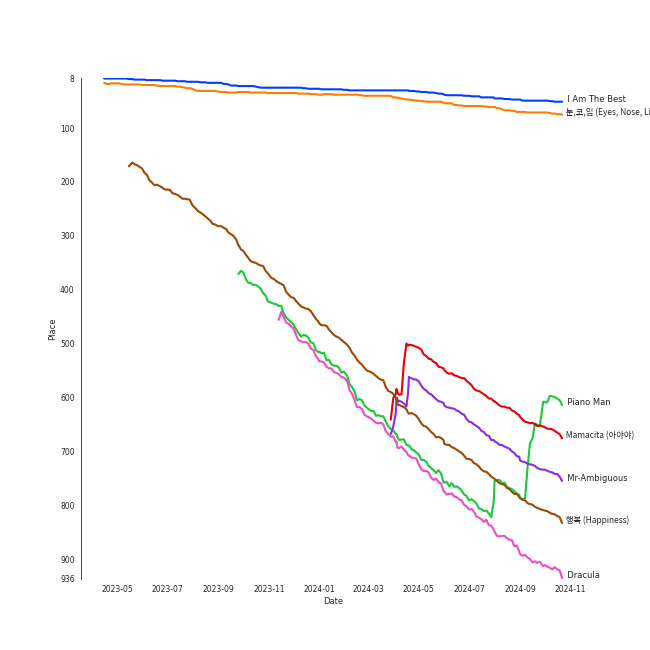 8
100
200
300
400
500
600
700
800
900
936
Place
2023-05
2023-07
2023-09
2023-11
2024-01
2024-03
2024-05
2024-07
2024-09
2024-11
Date
I Am The Best
눈,코,입 (Eyes, Nose, Li
Piano Man
Mamacita (아야야)
Mr-Ambiguous
행복 (Happiness)
Dracula